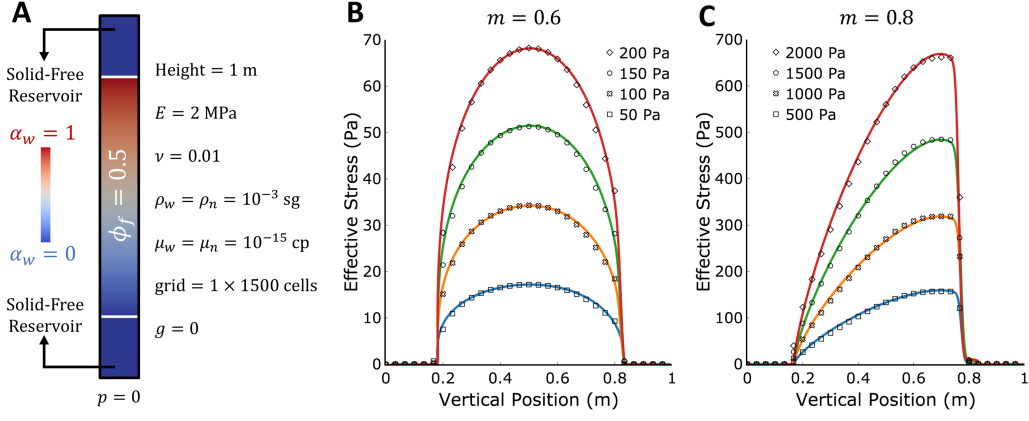 A
Solid-Free
Reservoir
α_w = 1
α_w = 0
Solid-Free
Reservoir
ϕ_f = 0.5
p = 0
Height = 1 m
E = 2 MPa
ν = 0.01
ρ_w = ρ_n = 10^{-3} sg
μ_w = μ_n = 10^{-15} cp
grid = 1 × 1500 cells
g = 0
B
m = 0.6
Effective Stress (Pa)
70
60
50
40
30
20
10
0
200 Pa
150 Pa
100 Pa
50 Pa
0 0.2 0.4 0.6 0.8 1
Vertical Position (m)
C
m = 0.8
Effective Stress (Pa)
700
600
500
400
300
200
100
0
2000 Pa
1500 Pa
1000 Pa
500 Pa
0 0.2 0.4 0.6 0.8 1
Vertical Position (m)